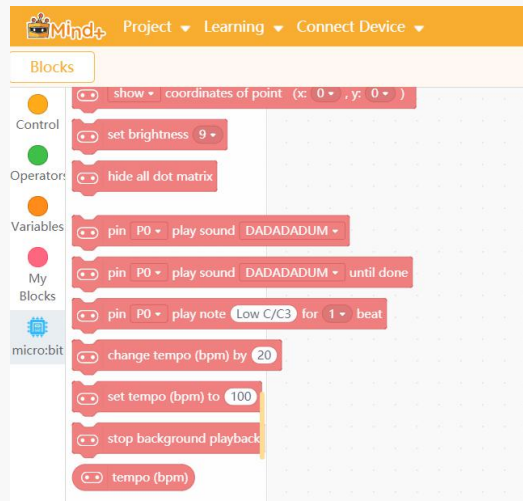 Mind+ Project Learning Connect Device
Blocks
show coordinates of point (x: 0 , y: 0 )
Control
set brightness 9
Operators
hide all dot matrix
Variables
pin P0 play sound DADADADUM
My
Blocks
pin P0 play sound DADADADUM until done
pin P0 play note Low C/C3 for 1 beat
micro:bit
change tempo (bpm) by 20
set tempo (bpm) to 100
stop background playback
tempo (bpm)